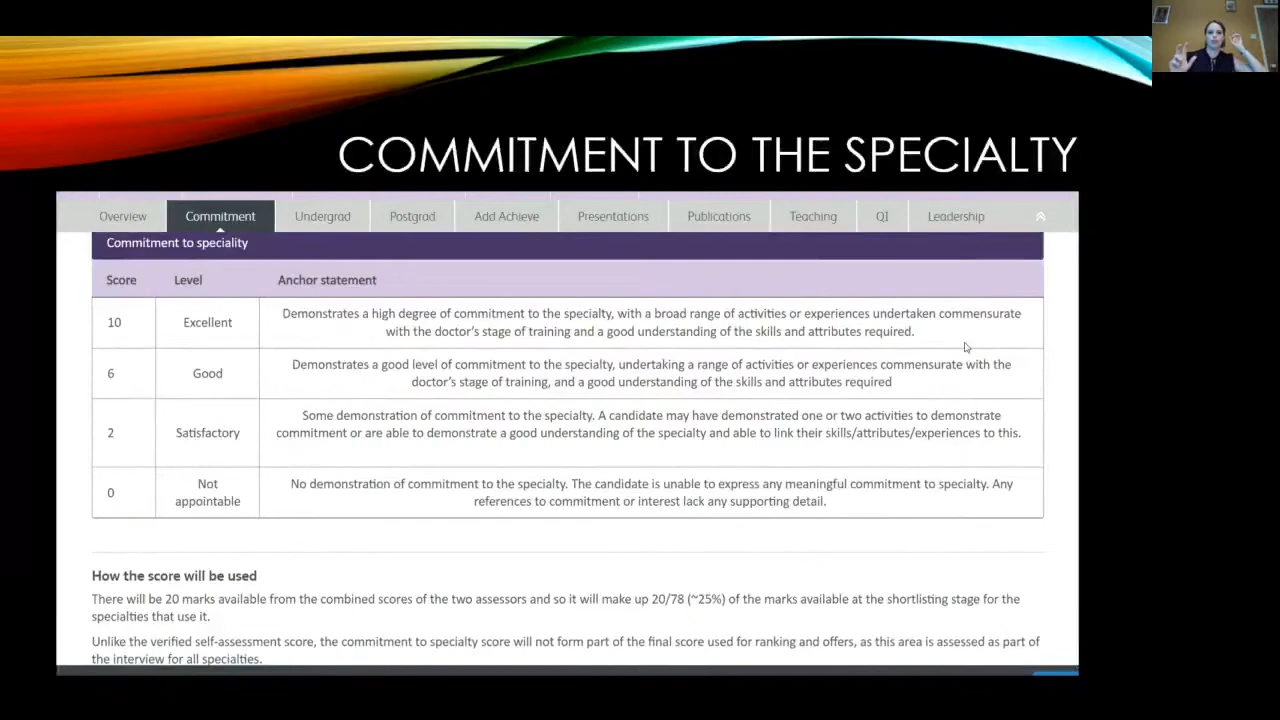 COMMITMENT TO THE SPECIALTY
Overview Commitment Undergrad Postgrad Add Achieve Presentations Publications Teaching QI Leadership
Commitment to speciality
Score Level Anchor statement
10 Excellent Demonstrates a high degree of commitment to the specialty, with a broad range of activities or experiences undertaken commensurate
with the doctor's stage of training and a good understanding of the skills and attributes required.
6 Good Demonstrates a good level of commitment to the specialty, undertaking a range of activities or experiences commensurate with the
doctor's stage of training, and a good understanding of the skills and attributes required
2 Satisfactory Some demonstration of commitment to the specialty. A candidate may have demonstrated one or two activities to demonstrate
commitment or are able to demonstrate a good understanding of the specialty and able to link their skills/attributes/experiences to this.
0 Not appointable No demonstration of commitment to the specialty. The candidate is unable to express any meaningful commitment to specialty. Any
references to commitment or interest lack any supporting detail.
How the score will be used
There will be 20 marks available from the combined scores of the two assessors and so it will make up 20/78 (~25%) of the marks available at the shortlisting stage for the
specialties that use it.
Unlike the verified self-assessment score, the commitment to specialty score will not form part of the final score used for ranking and offers, as this area is assessed as part of
the interview for all specialties.